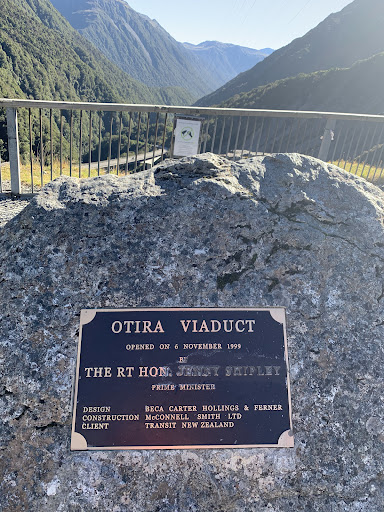 OTIRA VIADUCT
OPENED ON 6 NOVEMBER 1999
BY
THE RT HON. JENNY SHIPLEY
PRIME MINISTER
DESIGN BECA CARTER HOLLINGS & FERNER
CONSTRUCTION McCONNELL SMITH LTD
CLIENT TRANSIT NEW ZEALAND